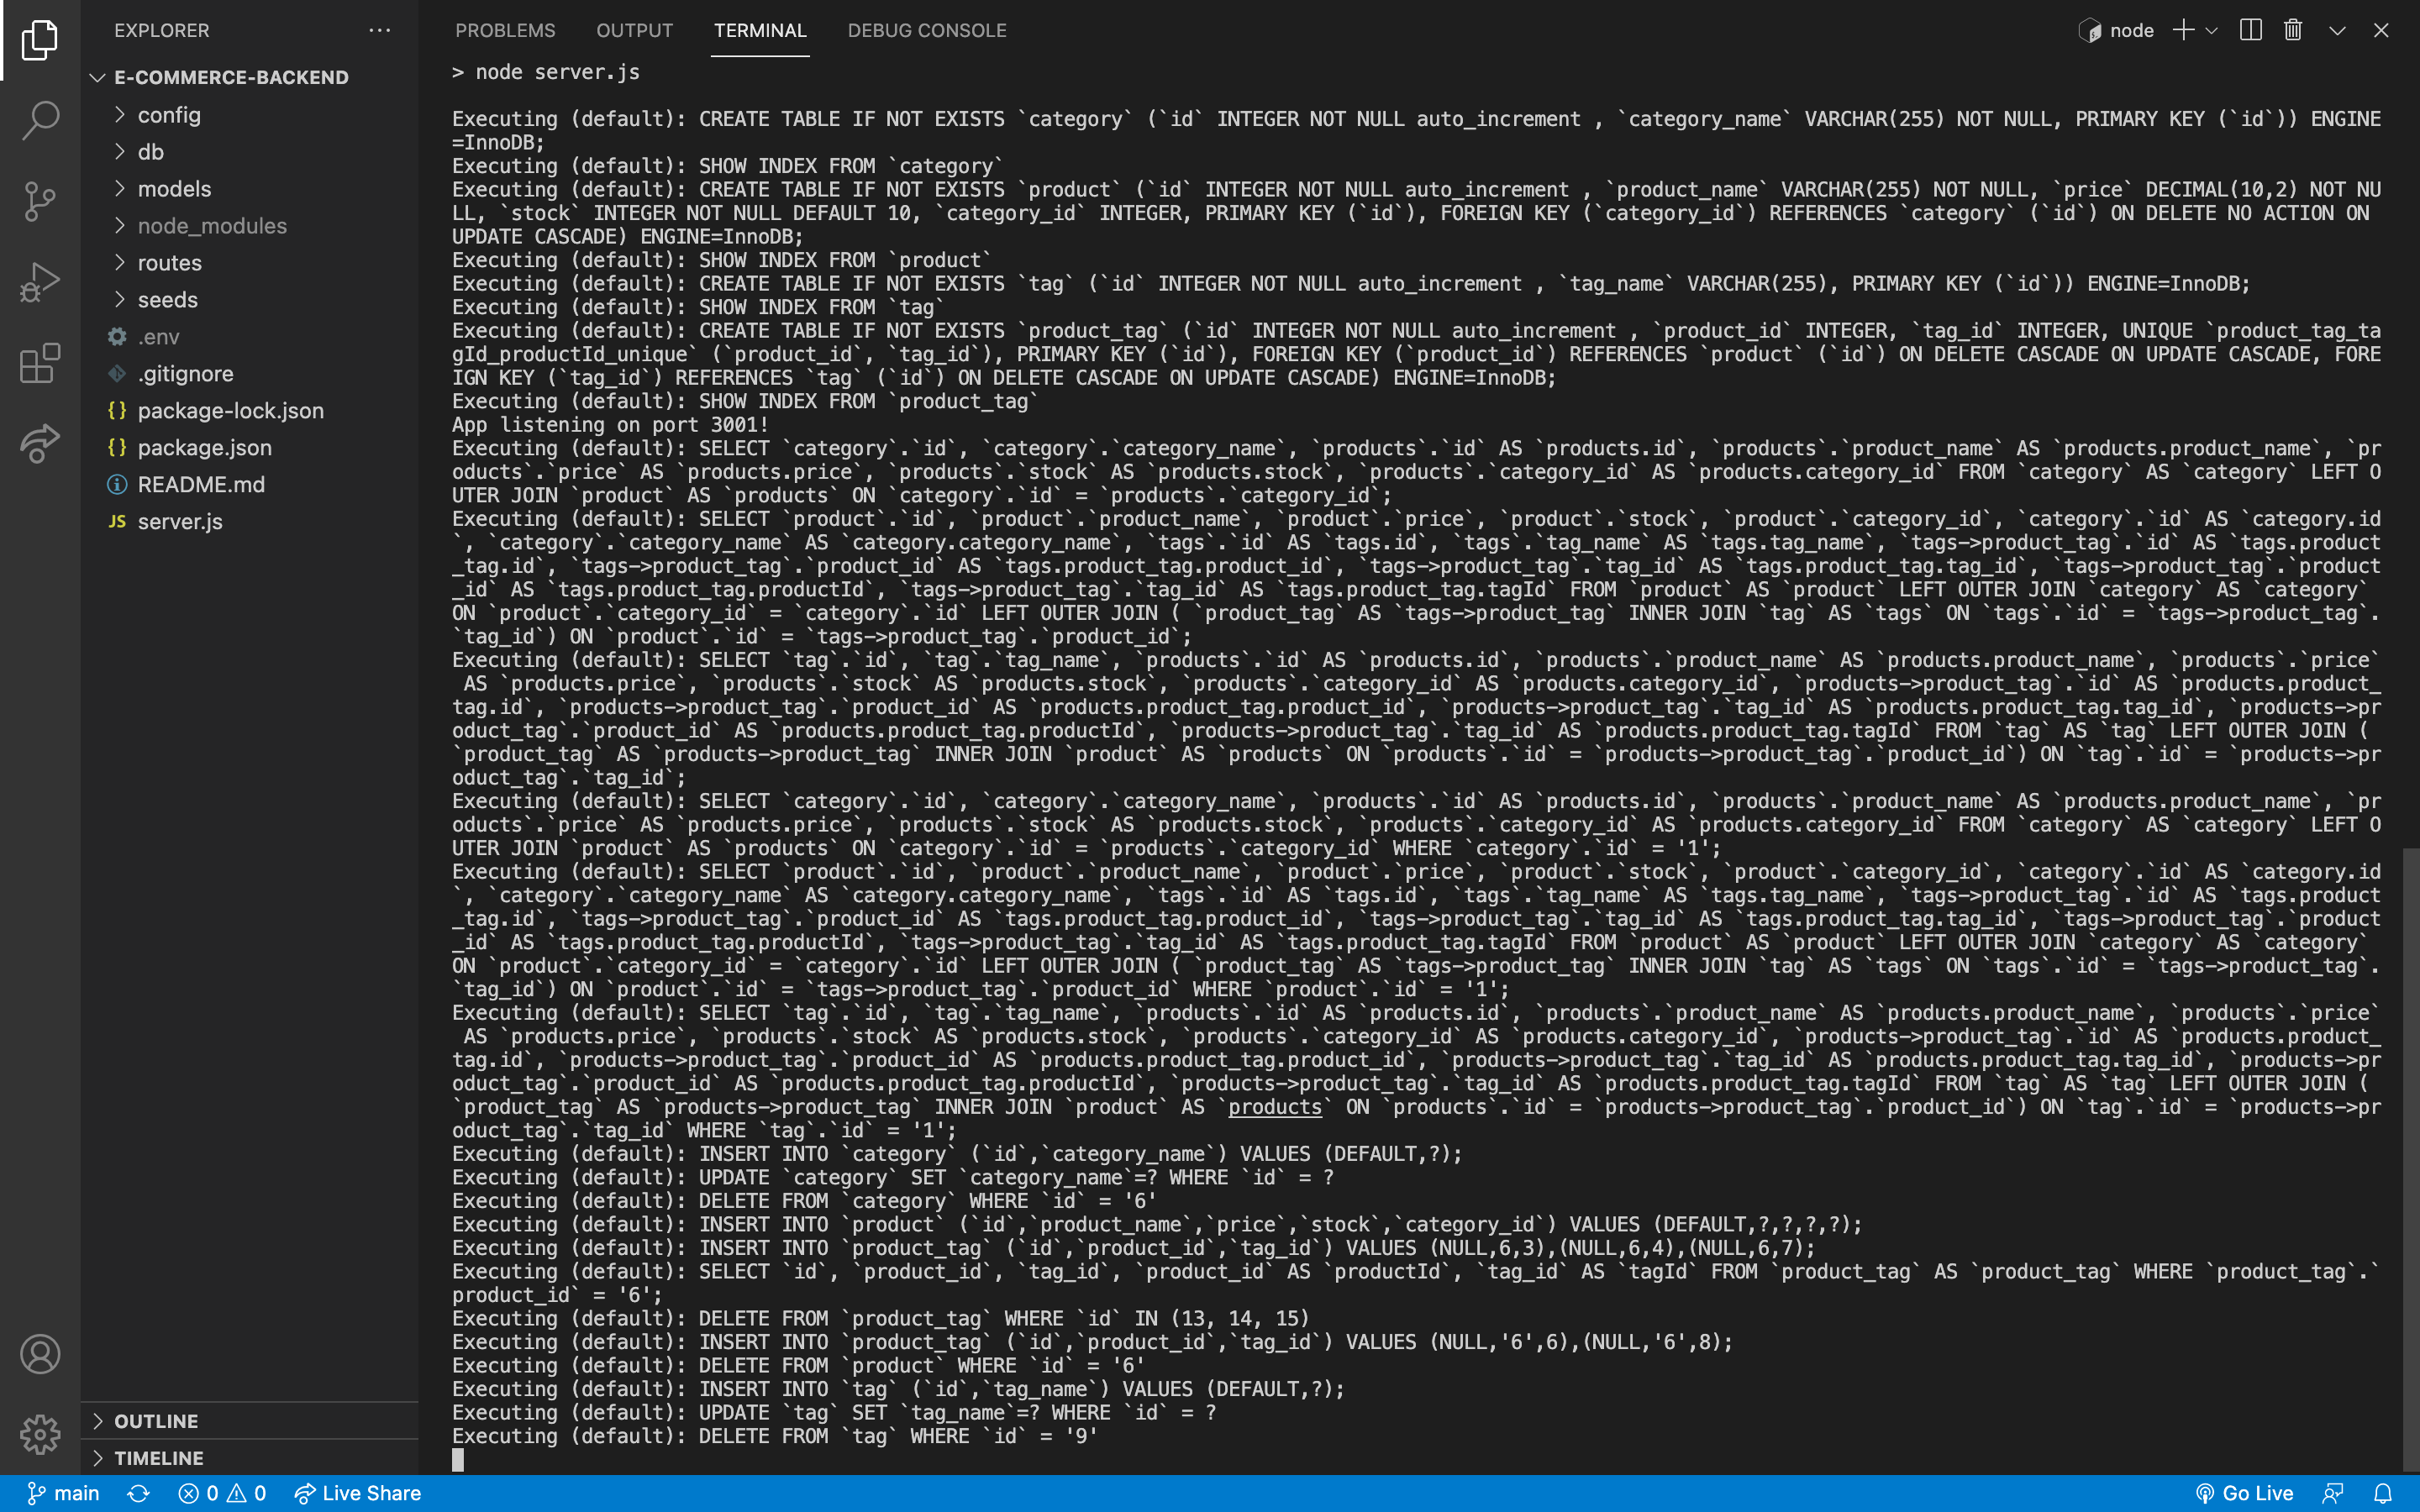 EXPLORER
E-COMMERCE-BACKEND
config
db
models
node_modules
routes
seeds
.env
.gitignore
{} package-lock.json
{} package.json
README.md
JS server.js
OUTLINE
TIMELINE
PROBLEMS OUTPUT TERMINAL DEBUG CONSOLE
node
> node server.js
Executing (default): CREATE TABLE IF NOT EXISTS `category` (`id` INTEGER NOT NULL auto_increment , `category_name` VARCHAR(255) NOT NULL, PRIMARY KEY (`id`)) ENGINE
=InnoDB;
Executing (default): SHOW INDEX FROM `category`
Executing (default): CREATE TABLE IF NOT EXISTS `product` (`id` INTEGER NOT NULL auto_increment , `product_name` VARCHAR(255) NOT NULL, `price` DECIMAL(10,2) NOT NU
LL, `stock` INTEGER NOT NULL DEFAULT 10, `category_id` INTEGER, PRIMARY KEY (`id`), FOREIGN KEY (`category_id`) REFERENCES `category` (`id`) ON DELETE NO ACTION ON
UPDATE CASCADE) ENGINE=InnoDB;
Executing (default): SHOW INDEX FROM `product`
Executing (default): CREATE TABLE IF NOT EXISTS `tag` (`id` INTEGER NOT NULL auto_increment , `tag_name` VARCHAR(255), PRIMARY KEY (`id`)) ENGINE=InnoDB;
Executing (default): SHOW INDEX FROM `tag`
Executing (default): CREATE TABLE IF NOT EXISTS `product_tag` (`id` INTEGER NOT NULL auto_increment , `product_id` INTEGER, `tag_id` INTEGER, UNIQUE `product_tag_ta
gId_productId_unique` (`product_id`, `tag_id`), PRIMARY KEY (`id`), FOREIGN KEY (`product_id`) REFERENCES `product` (`id`) ON DELETE CASCADE ON UPDATE CASCADE, FORE
IGN KEY (`tag_id`) REFERENCES `tag` (`id`) ON DELETE CASCADE ON UPDATE CASCADE) ENGINE=InnoDB;
Executing (default): SHOW INDEX FROM `product_tag`
App listening on port 3001!
Executing (default): SELECT `category`.`id`, `category`.`category_name`, `products`.`id` AS `products.id`, `products`.`product_name` AS `products.product_name`, `pr
oducts`.`price` AS `products.price`, `products`.`stock` AS `products.stock`, `products`.`category_id` AS `products.category_id` FROM `category` AS `category` LEFT O
UTER JOIN `product` AS `products` ON `category`.`id` = `products`.`category_id`;
Executing (default): SELECT `product`.`id`, `product`.`product_name`, `product`.`price`, `product`.`stock`, `product`.`category_id`, `category`.`id` AS `category.id
`, `category`.`category_name` AS `category.category_name`, `tags`.`id` AS `tags.id`, `tags`.`tag_name` AS `tags.tag_name`, `tags->product_tag`.`id` AS `tags.product
_tag.id`, `tags->product_tag`.`product_id` AS `tags.product_tag.product_id`, `tags->product_tag`.`tag_id` AS `tags.product_tag.tag_id`, `tags->product_tag`.`product
_id` AS `tags.product_tag.productId`, `tags->product_tag`.`tag_id` AS `tags.product_tag.tagId` FROM `product` AS `product` LEFT OUTER JOIN `category` AS `category`
ON `product`.`category_id` = `category`.`id` LEFT OUTER JOIN ( `product_tag` AS `tags->product_tag` INNER JOIN `tag` AS `tags` ON `tags`.`id` = `tags->product_tag`.
`tag_id`) ON `product`.`id` = `tags->product_tag`.`product_id`;
Executing (default): SELECT `tag`.`id`, `tag`.`tag_name`, `products`.`id` AS `products.id`, `products`.`product_name` AS `products.product_name`, `products`.`price`
AS `products.price`, `products`.`stock` AS `products.stock`, `products`.`category_id` AS `products.category_id`, `products->product_tag`.`id` AS `products.product_
tag.id`, `products->product_tag`.`product_id` AS `products.product_tag.product_id`, `products->product_tag`.`tag_id` AS `products.product_tag.tag_id`, `products->pr
oduct_tag`.`product_id` AS `products.product_tag.productId`, `products->product_tag`.`tag_id` AS `products.product_tag.tagId` FROM `tag` AS `tag` LEFT OUTER JOIN (
`product_tag` AS `products->product_tag` INNER JOIN `product` AS `products` ON `products`.`id` = `products->product_tag`.`product_id`) ON `tag`.`id` = `products->pr
oduct_tag`.`tag_id`;
Executing (default): SELECT `category`.`id`, `category`.`category_name`, `products`.`id` AS `products.id`, `products`.`product_name` AS `products.product_name`, `pr
oducts`.`price` AS `products.price`, `products`.`stock` AS `products.stock`, `products`.`category_id` AS `products.category_id` FROM `category` AS `category` LEFT O
UTER JOIN `product` AS `products` ON `category`.`id` = `products`.`category_id` WHERE `category`.`id` = '1';
Executing (default): SELECT `product`.`id`, `product`.`product_name`, `product`.`price`, `product`.`stock`, `product`.`category_id`, `category`.`id` AS `category.id
`, `category`.`category_name` AS `category.category_name`, `tags`.`id` AS `tags.id`, `tags`.`tag_name` AS `tags.tag_name`, `tags->product_tag`.`id` AS `tags.product
_tag.id`, `tags->product_tag`.`product_id` AS `tags.product_tag.product_id`, `tags->product_tag`.`tag_id` AS `tags.product_tag.tag_id`, `tags->product_tag`.`product
_id` AS `tags.product_tag.productId`, `tags->product_tag`.`tag_id` AS `tags.product_tag.tagId` FROM `product` AS `product` LEFT OUTER JOIN `category` AS `category`
ON `product`.`category_id` = `category`.`id` LEFT OUTER JOIN ( `product_tag` AS `tags->product_tag` INNER JOIN `tag` AS `tags` ON `tags`.`id` = `tags->product_tag`.
`tag_id`) ON `product`.`id` = `tags->product_tag`.`product_id` WHERE `product`.`id` = '1';
Executing (default): SELECT `tag`.`id`, `tag`.`tag_name`, `products`.`id` AS `products.id`, `products`.`product_name` AS `products.product_name`, `products`.`price`
AS `products.price`, `products`.`stock` AS `products.stock`, `products`.`category_id` AS `products.category_id`, `products->product_tag`.`id` AS `products.product_
tag.id`, `products->product_tag`.`product_id` AS `products.product_tag.product_id`, `products->product_tag`.`tag_id` AS `products.product_tag.tag_id`, `products->pr
oduct_tag`.`product_id` AS `products.product_tag.productId`, `products->product_tag`.`tag_id` AS `products.product_tag.tagId` FROM `tag` AS `tag` LEFT OUTER JOIN (
`product_tag` AS `products->product_tag` INNER JOIN `product` AS `products` ON `products`.`id` = `products->product_tag`.`product_id`) ON `tag`.`id` = `products->pr
oduct_tag`.`tag_id` WHERE `tag`.`id` = '1';
Executing (default): INSERT INTO `category` (`id`,`category_name`) VALUES (DEFAULT,?);
Executing (default): UPDATE `category` SET `category_name`=? WHERE `id` = ?
Executing (default): DELETE FROM `category` WHERE `id` = '6'
Executing (default): INSERT INTO `product` (`id`,`product_name`,`price`,`stock`,`category_id`) VALUES (DEFAULT,?,?,?,?);
Executing (default): INSERT INTO `product_tag` (`id`,`product_id`,`tag_id`) VALUES (NULL,6,3),(NULL,6,4),(NULL,6,7);
Executing (default): SELECT `id`, `product_id`, `tag_id`, `product_id` AS `productId`, `tag_id` AS `tagId` FROM `product_tag` AS `product_tag` WHERE `product_tag`.`
product_id` = '6';
Executing (default): DELETE FROM `product_tag` WHERE `id` IN (13, 14, 15)
Executing (default): INSERT INTO `product_tag` (`id`,`product_id`,`tag_id`) VALUES (NULL,'6',6),(NULL,'6',8);
Executing (default): DELETE FROM `product` WHERE `id` = '6'
Executing (default): INSERT INTO `tag` (`id`,`tag_name`) VALUES (DEFAULT,?);
Executing (default): UPDATE `tag` SET `tag_name`=? WHERE `id` = ?
Executing (default): DELETE FROM `tag` WHERE `id` = '9'
main 0 0 Live Share Go Live